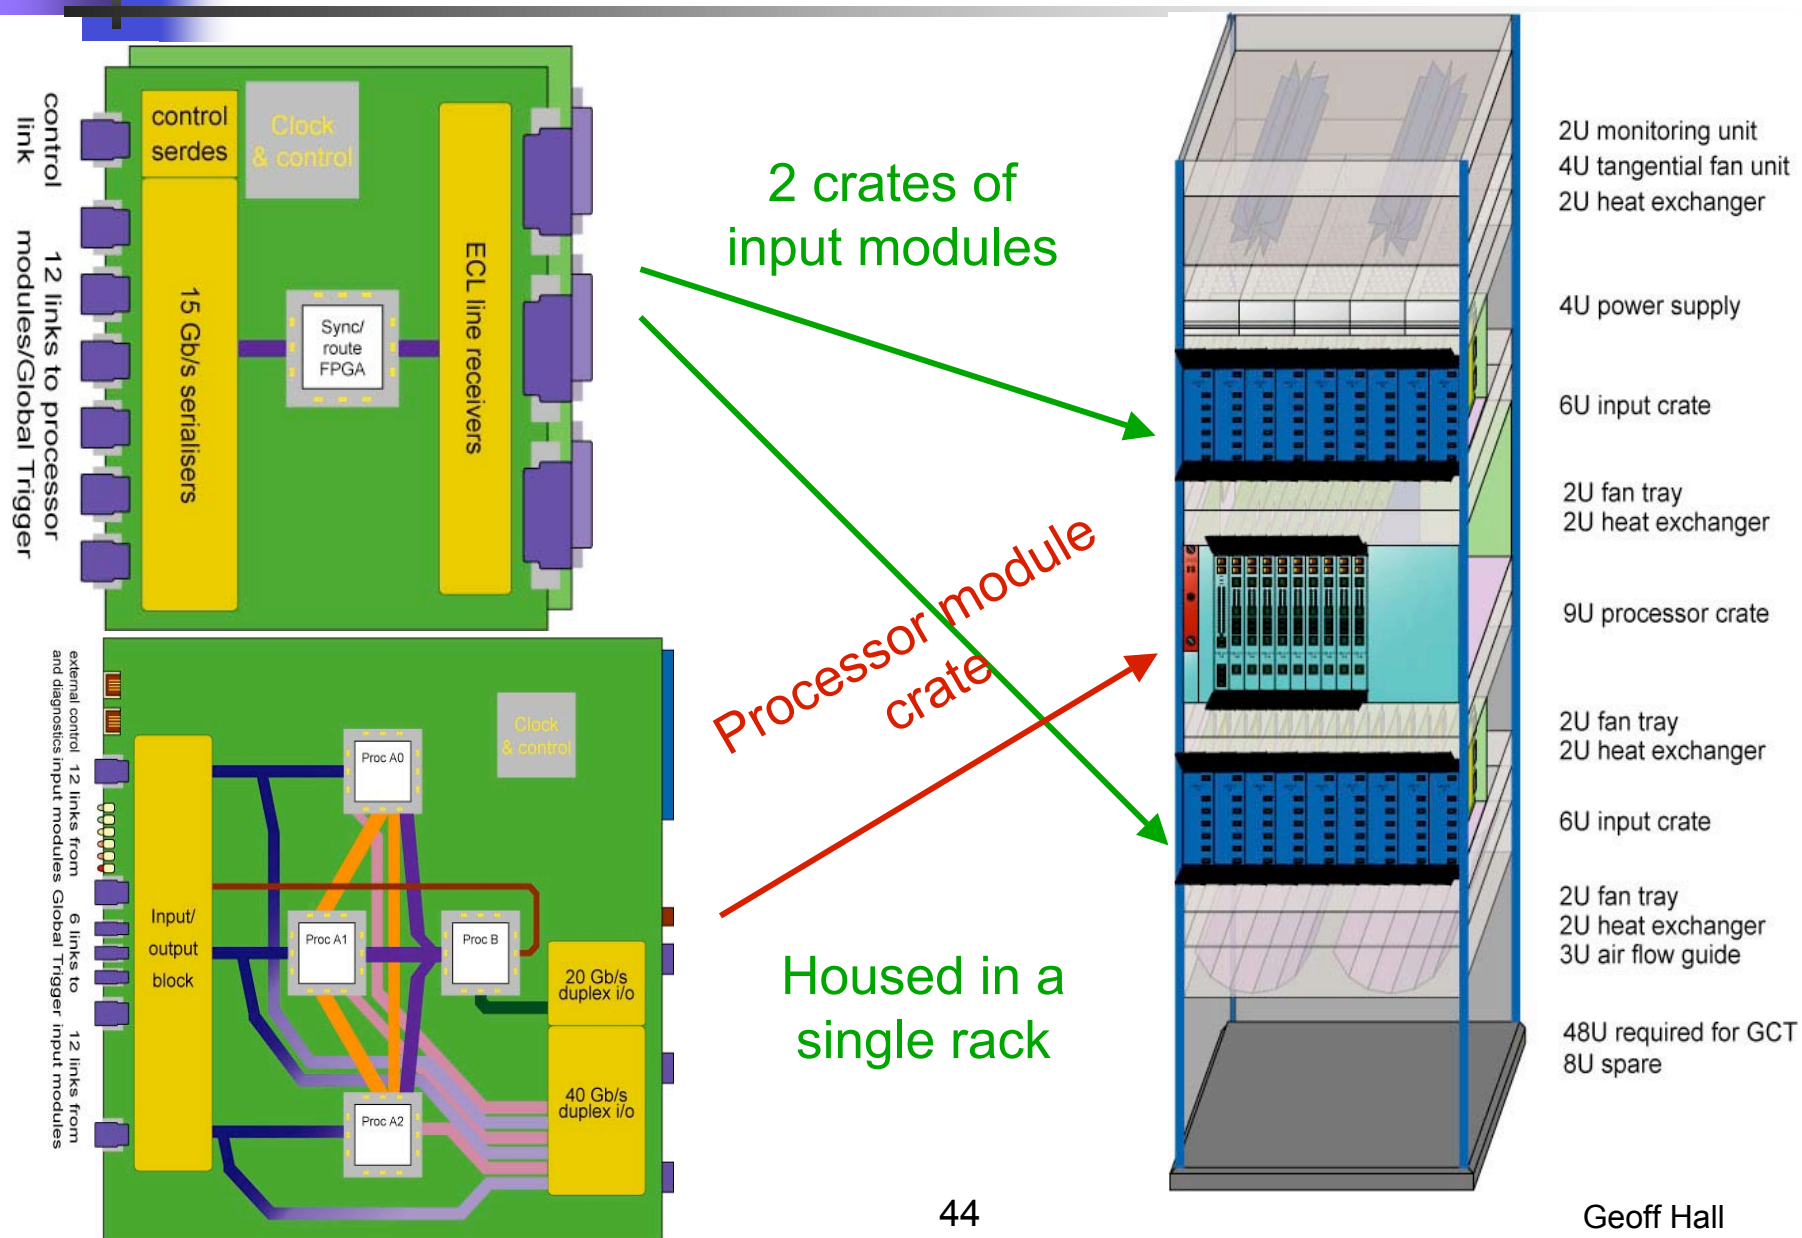 control
link
12 links to processor
modules/Global Trigger
control
serdes
Clock
& control
15 Gb/s serialisers
Sync/
route
FPGA
ECL line receivers
2 crates of
input modules
Processor module
crate
Housed in a
single rack
external control
and diagnostics
12 links from
input modules
6 links to
Global Trigger
12 links from
input modules
Input/
output
block
Proc A0
Clock
& control
Proc A1
Proc B
Proc A2
20 Gb/s
duplex i/o
40 Gb/s
duplex i/o
2U monitoring unit
4U tangential fan unit
2U heat exchanger
4U power supply
6U input crate
2U fan tray
2U heat exchanger
9U processor crate
2U fan tray
2U heat exchanger
6U input crate
2U fan tray
2U heat exchanger
3U air flow guide
48U required for GCT
8U spare
44
Geoff Hall